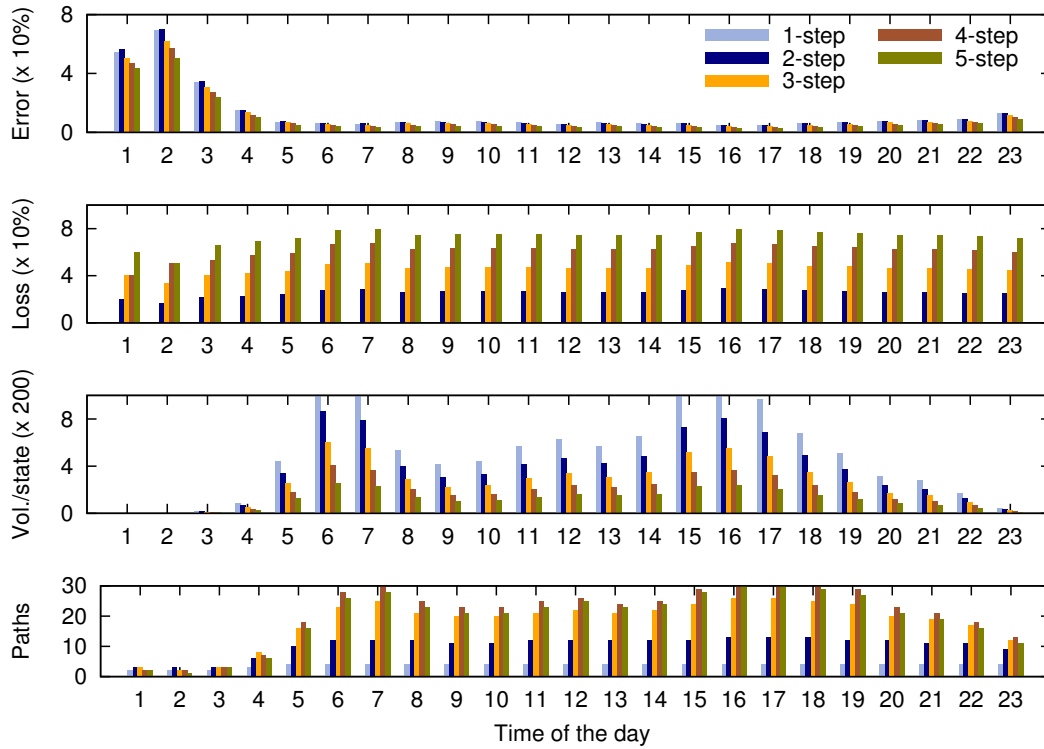 Error (x 10%)
8
4
0
1-step
2-step
3-step
4-step
5-step
1 2 3 4 5 6 7 8 9 10 11 12 13 14 15 16 17 18 19 20 21 22 23
Loss (x 10%)
8
4
0
1 2 3 4 5 6 7 8 9 10 11 12 13 14 15 16 17 18 19 20 21 22 23
Vol./state (x 200)
8
4
0
1 2 3 4 5 6 7 8 9 10 11 12 13 14 15 16 17 18 19 20 21 22 23
Paths
30
20
10
0
1 2 3 4 5 6 7 8 9 10 11 12 13 14 15 16 17 18 19 20 21 22 23
Time of the day